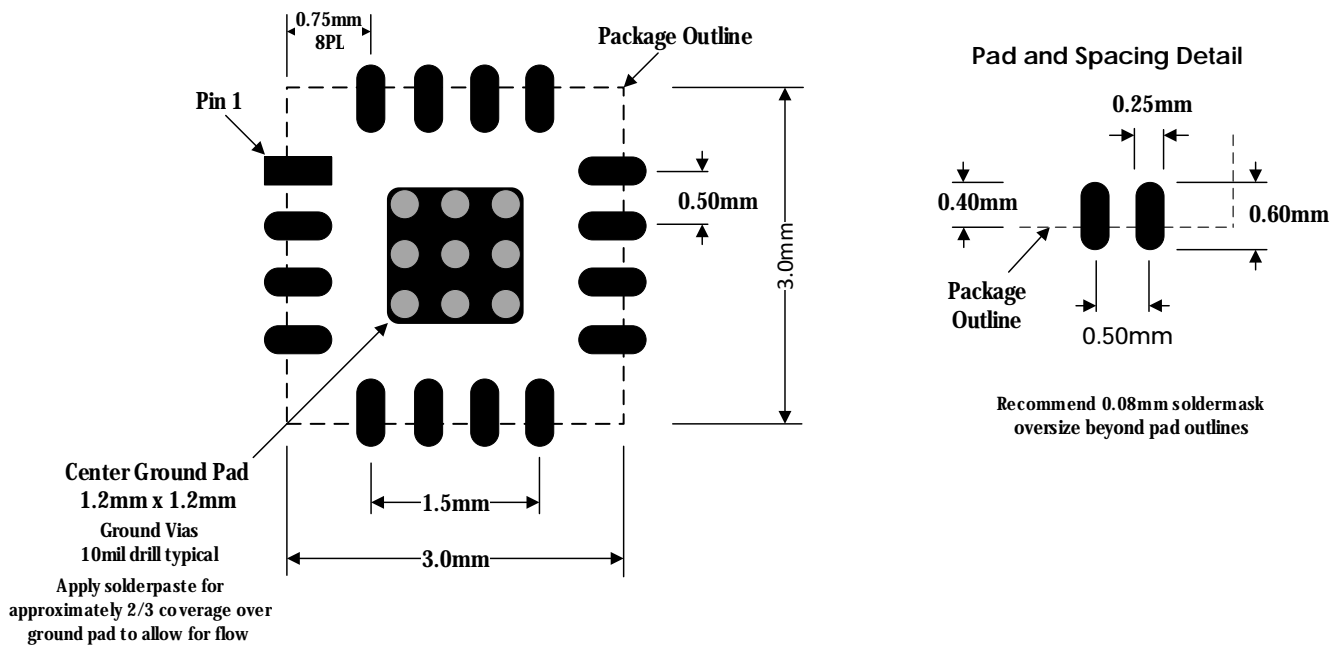 0.75mm
8PL
Package Outline
Pin 1
0.50mm
3.0mm
Center Ground Pad
1.2mm x 1.2mm
Ground Vias
10mil drill typical
Apply solderpaste for
approximately 2/3 coverage over
ground pad to allow for flow
1.5mm
3.0mm
Pad and Spacing Detail
0.25mm
0.40mm
0.60mm
Package
Outline
0.50mm
Recommend 0.08mm soldermask
oversize beyond pad outlines